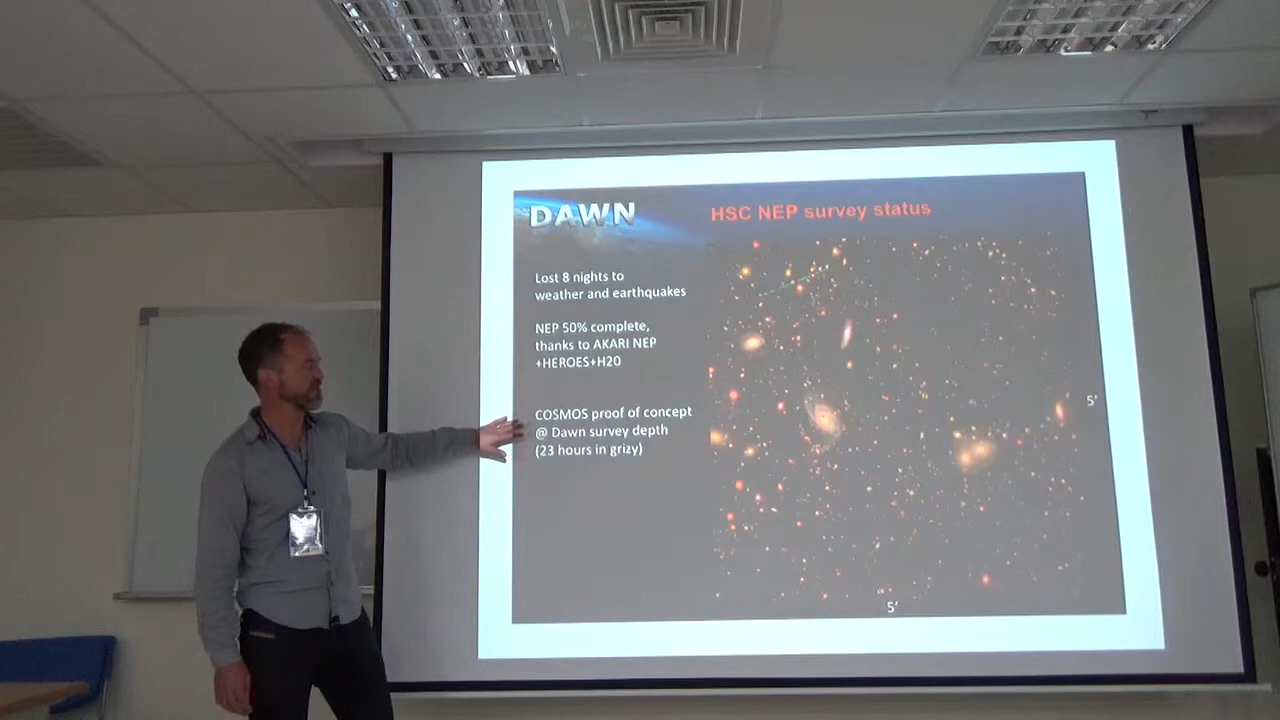 DAWN
HSC NEP survey status
Lost 8 nights to
weather and earthquakes
NEP 50% complete,
thanks to AKARI NEP
+HEROES+H20
COSMOS proof of concept
@ Dawn survey depth
(23 hours in grizy)
5'
5'